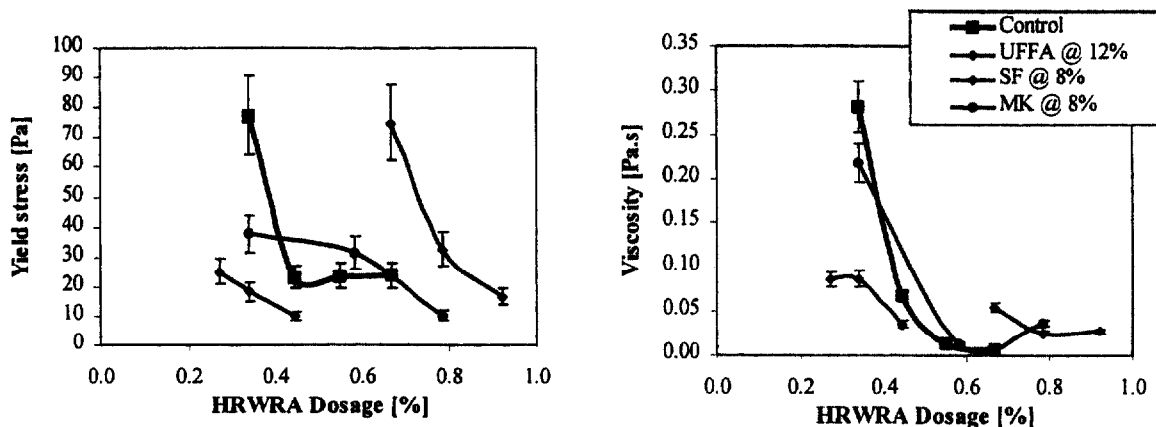 Yield stress [Pa]
100
90
80
70
60
50
40
30
20
10
0
0.0 0.2 0.4 0.6 0.8 1.0
HRWRA Dosage [%]
Control
UFFA @ 12%
SF @ 8%
MK @ 8%
Viscosity [Pa.s]
0.35
0.30
0.25
0.20
0.15
0.10
0.05
0.00
0.0 0.2 0.4 0.6 0.8 1.0
HRWRA Dosage [%]